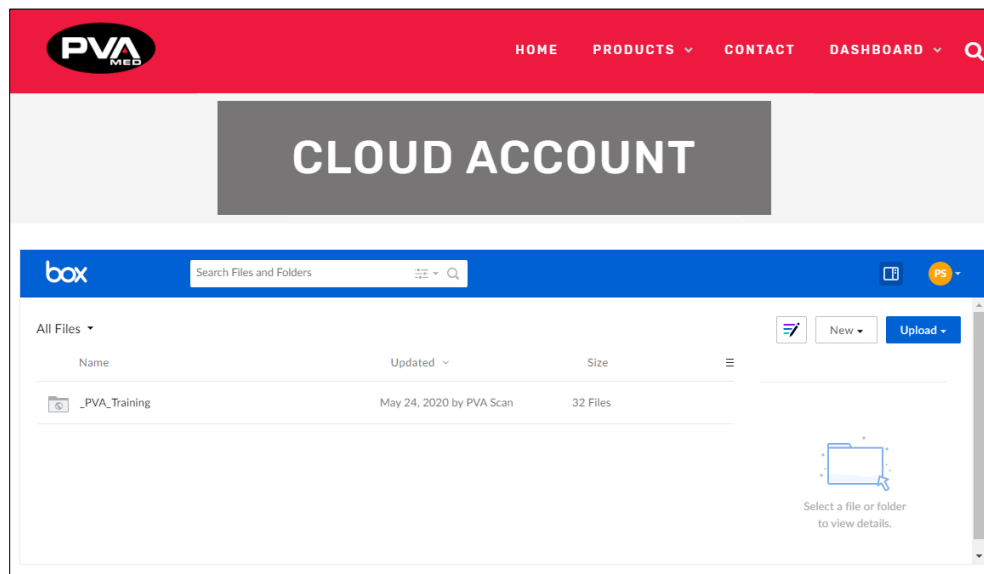 PVA
MED
HOME PRODUCTS CONTACT DASHBOARD
CLOUD ACCOUNT
box Search Files and Folders PS
All Files New Upload
Name Updated Size
_PVA_Training May 24, 2020 by PVA Scan 32 Files
Select a file or folder
to view details.